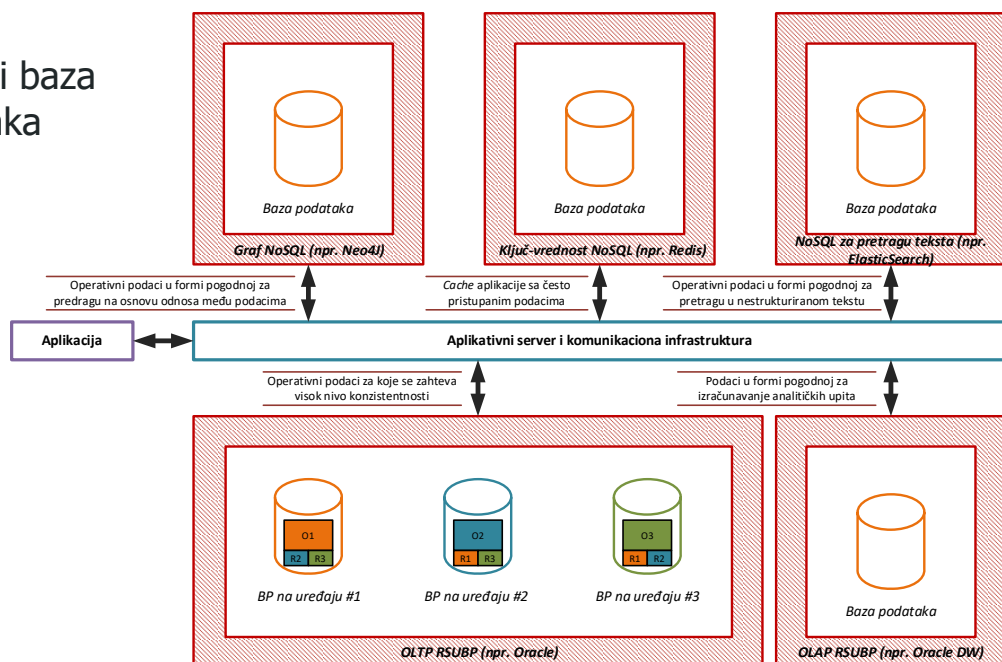 i baza
ka
Baza podataka
Graf NoSQL (npr. Neo4J)
Baza podataka
Ključ-vrednost NoSQL (npr. Redis)
Baza podataka
NoSQL za pretragu teksta (npr.
ElasticSearch)
Operativni podaci u formi pogodnoj za
predragu na osnovu odnosa među podacima
Cache aplikacije sa često
pristupanim podacima
Operativni podaci u formi pogodnoj za
pretragu u nestrukturiranom tekstu
Aplikacija
Aplikativni server i komunikaciona infrastruktura
Operativni podaci za koje se zahteva
visok nivo konzistentnosti
Podaci u formi pogodnoj za
izračunavanje analitičkih upita
O1
R2 R3
BP na uređaju #1
O2
R1 R3
BP na uređaju #2
O3
R1 R2
BP na uređaju #3
OLTP RSUBP (npr. Oracle)
Baza podataka
OLAP RSUBP (npr. Oracle DW)